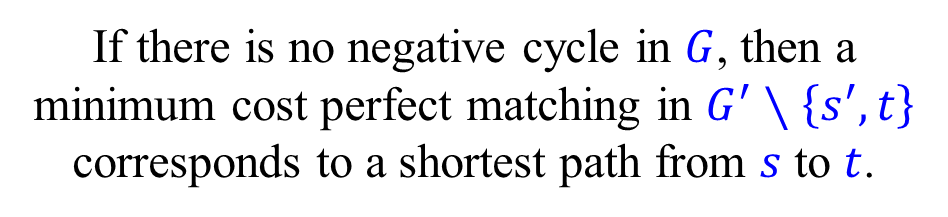 If there is no negative cycle in G, then a
minimum cost perfect matching in G′ \ {s′, t}
corresponds to a shortest path from s to t.